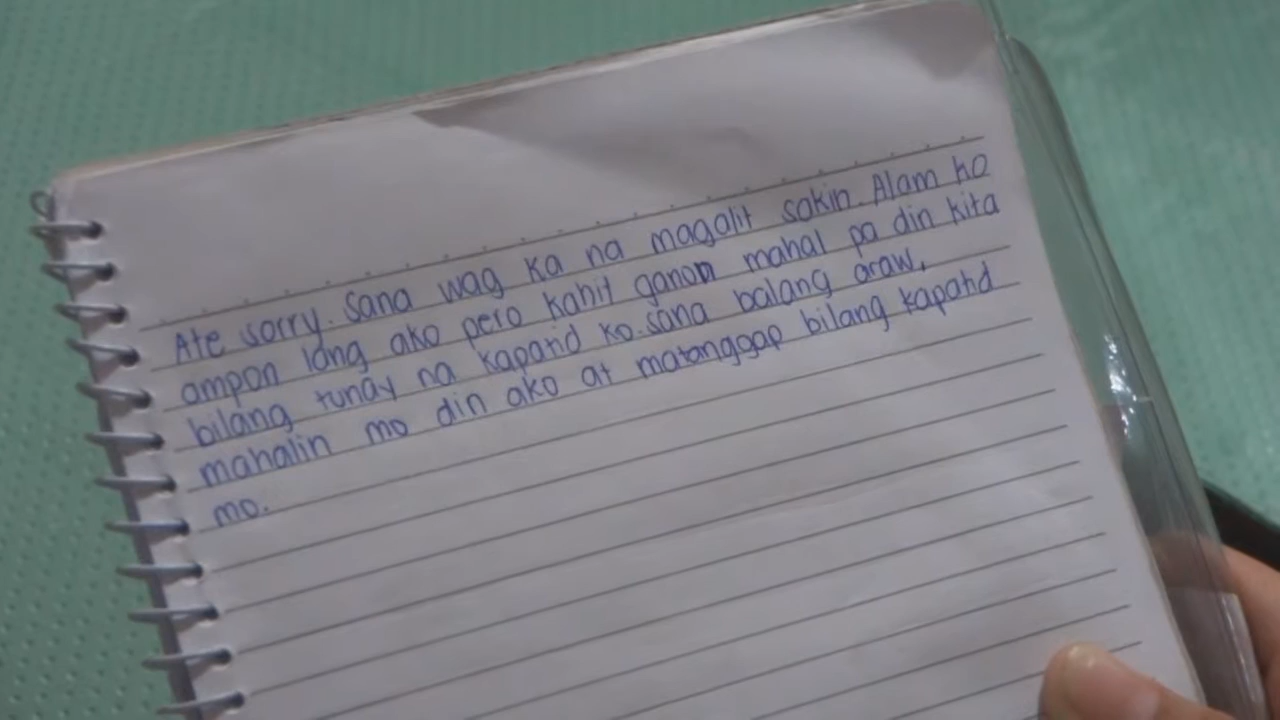 Ate sorry. Sana wag ka na magalit sakin. Alam ko
ampon lang ako pero kahit ganon mahal pa din kita
bilang tunay na kapatid ko. sana balang araw,
mahalin mo din ako at matanggap bilang kapatid
mo.